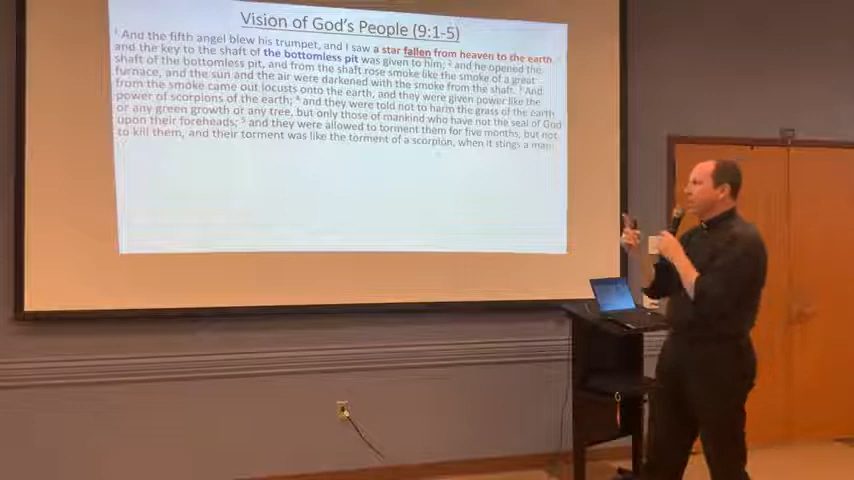 Vision of God's People (9:1-5)
1 And the fifth angel blew his trumpet, and I saw a star fallen from heaven to the earth
and the key to the shaft of the bottomless pit was given to him; 2 and he opened the
shaft of the bottomless pit, and from the shaft rose smoke like the smoke of a great
furnace, and the sun and the air were darkened with the smoke from the shaft. 3 And
from the smoke came out locusts onto the earth, and they were given power like the
power of scorpions of the earth; 4 and they were told not to harm the grass of the earth
or any green growth or any tree, but only those of mankind who have not the seal of God
upon their foreheads; 5 and they were allowed to torment them for five months, but not
to kill them, and their torment was like the torment of a scorpion, when it stings a man.